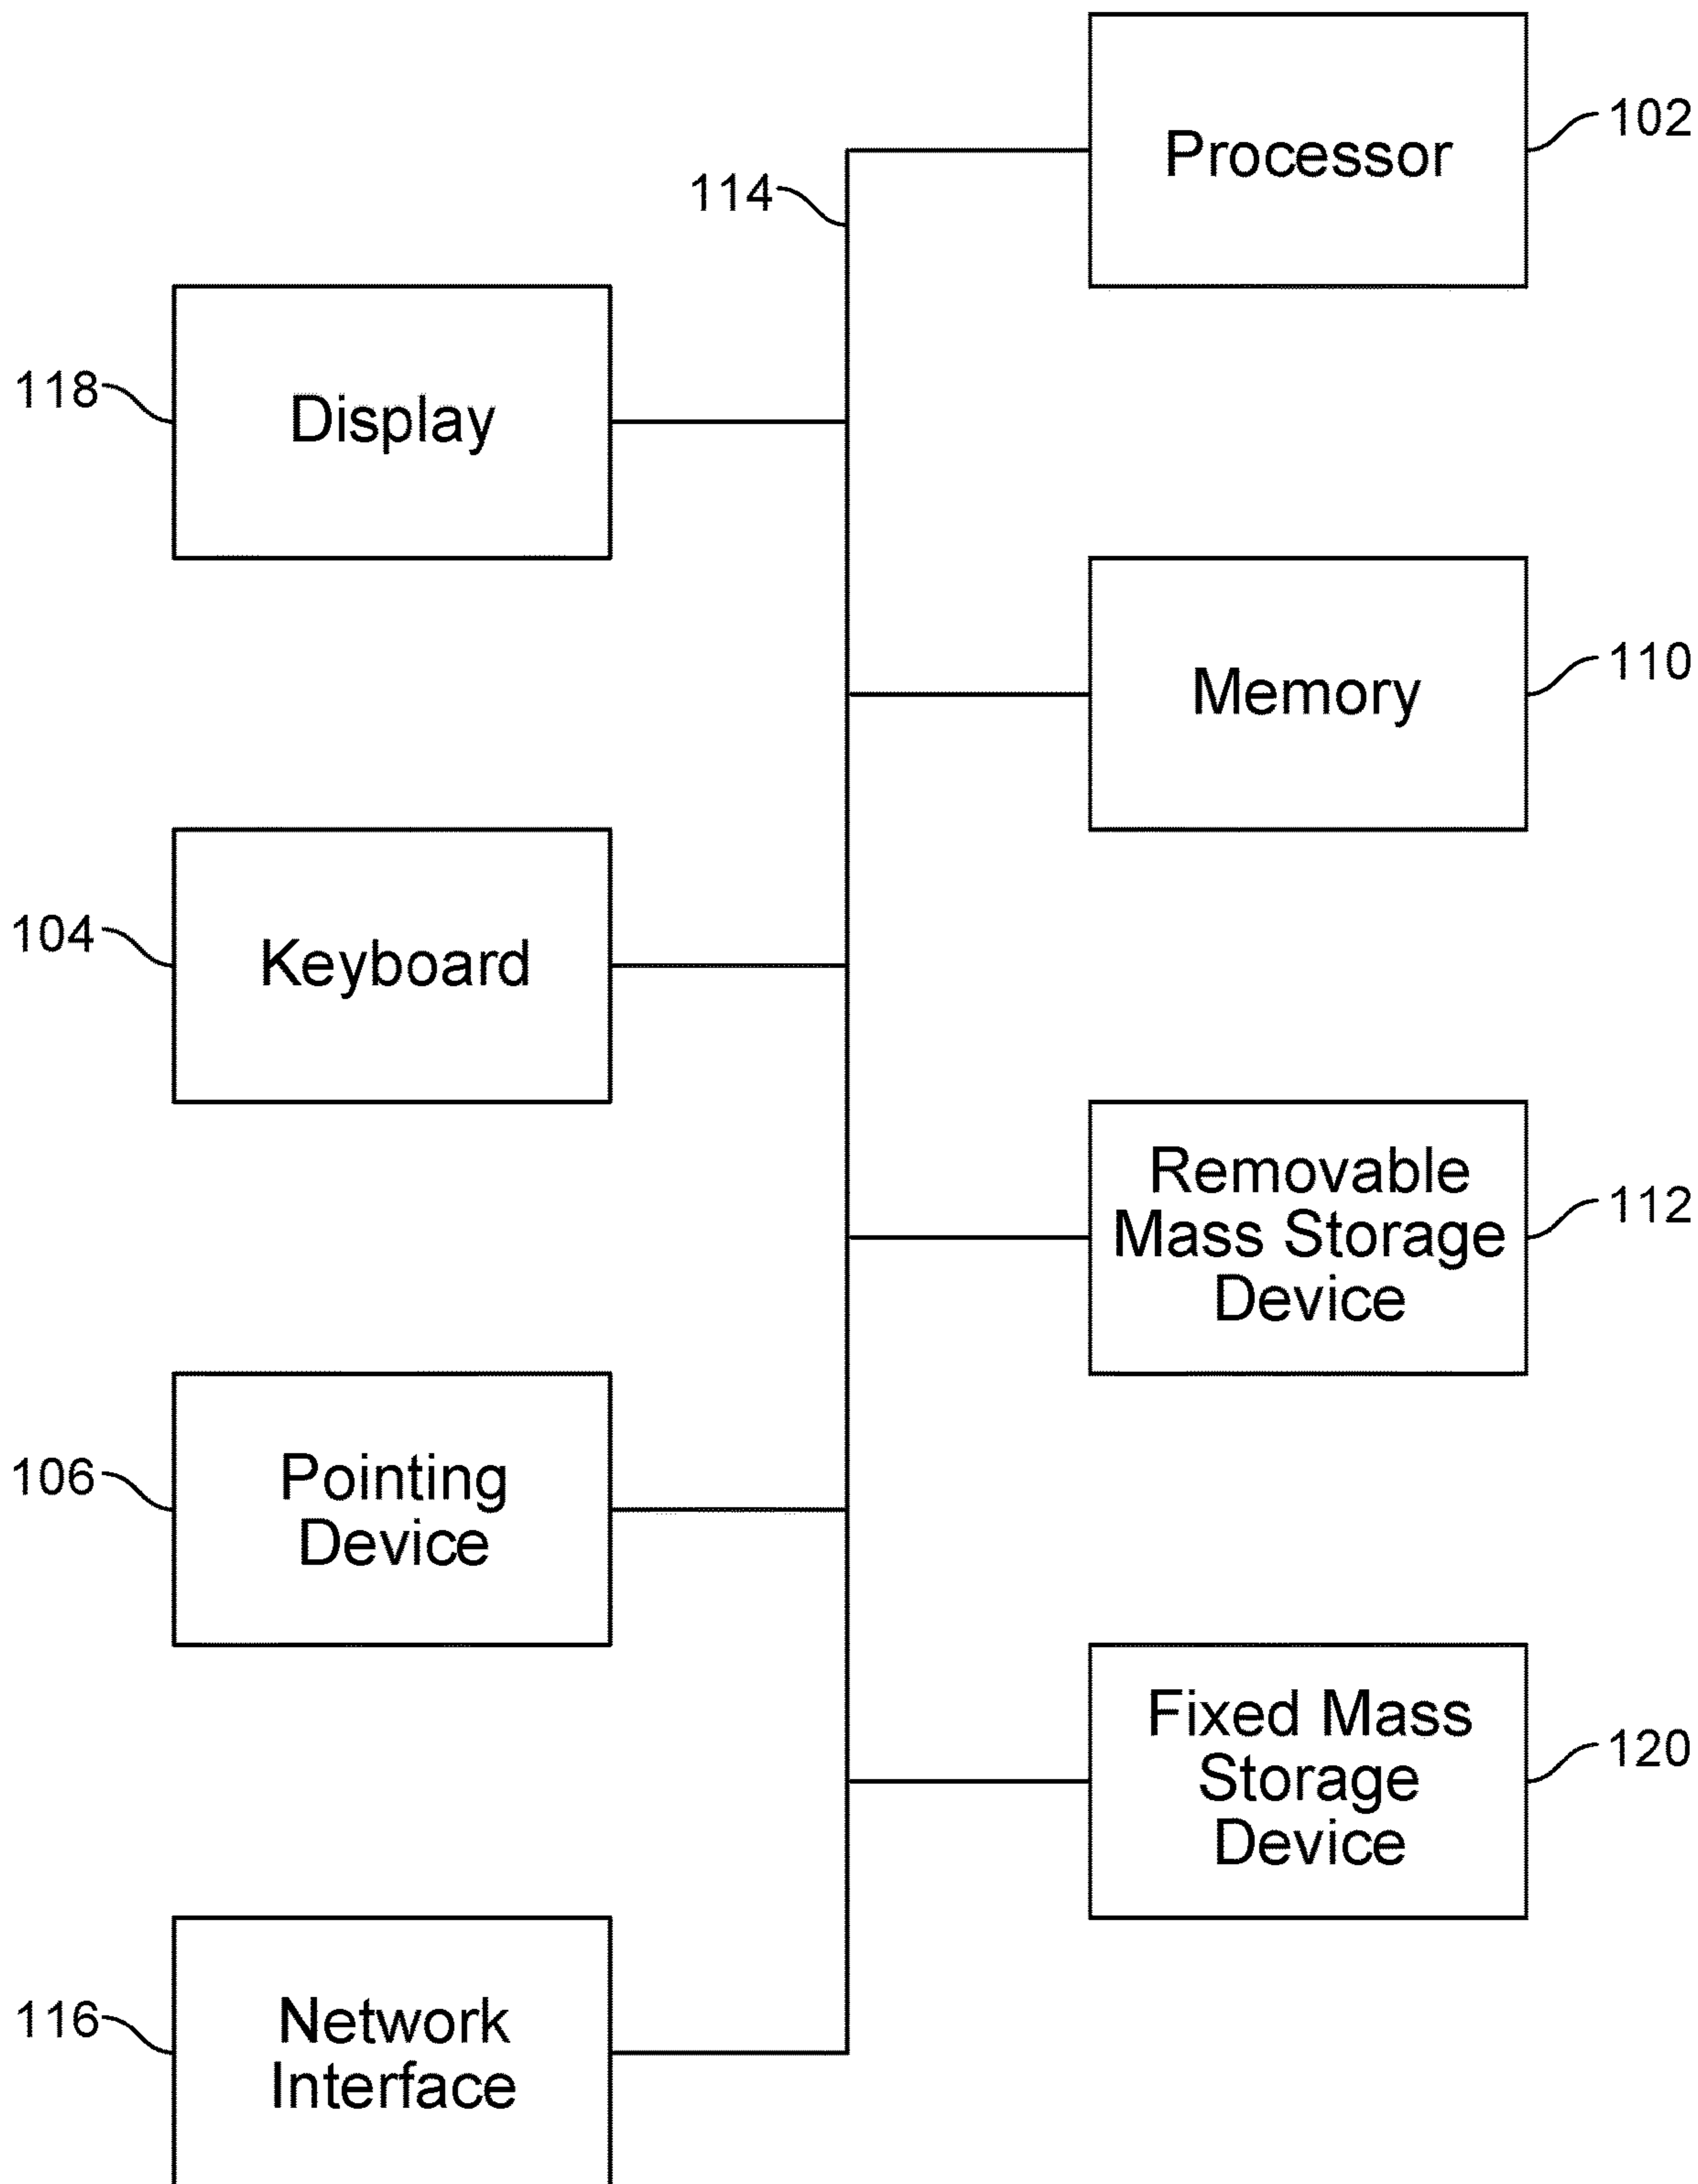 Processor
102
114
118
Display
Memory
110
104
Keyboard
Removable
Mass Storage
Device
112
106
Pointing
Device
Fixed Mass
Storage
Device
120
116
Network
Interface